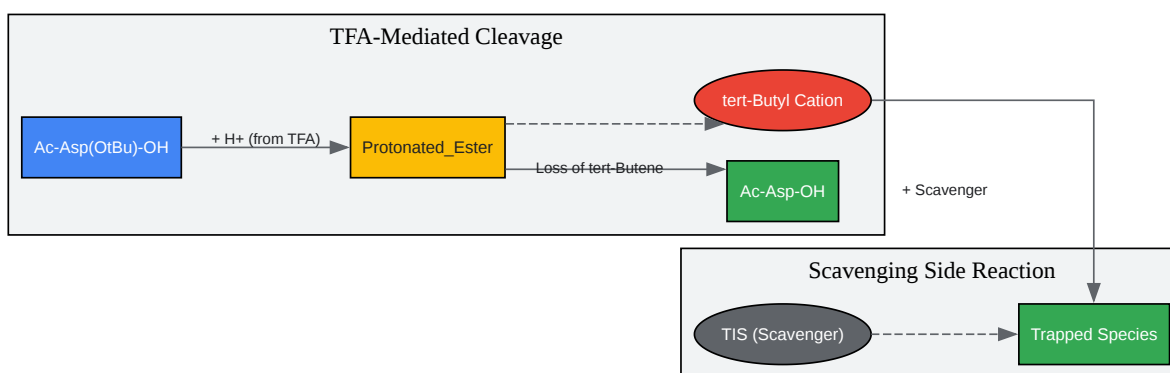 TFA-Mediated Cleavage
tert-Butyl Cation
Ac-Asp(OtBu)-OH
+ H+ (from TFA)
Protonated_Ester
Loss of tert-Butene
Ac-Asp-OH
+ Scavenger
Scavenging Side Reaction
TIS (Scavenger)
Trapped Species